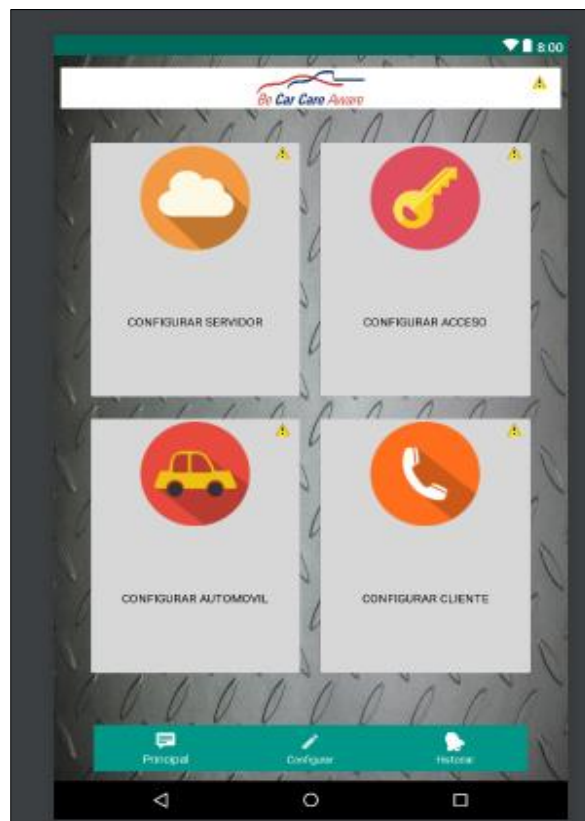 8:00
Be Car Care Aware
CONFIGURAR SERVIDOR
CONFIGURAR ACCESO
CONFIGURAR AUTOMOVIL
CONFIGURAR CLIENTE
Principal
Configurar
Historial